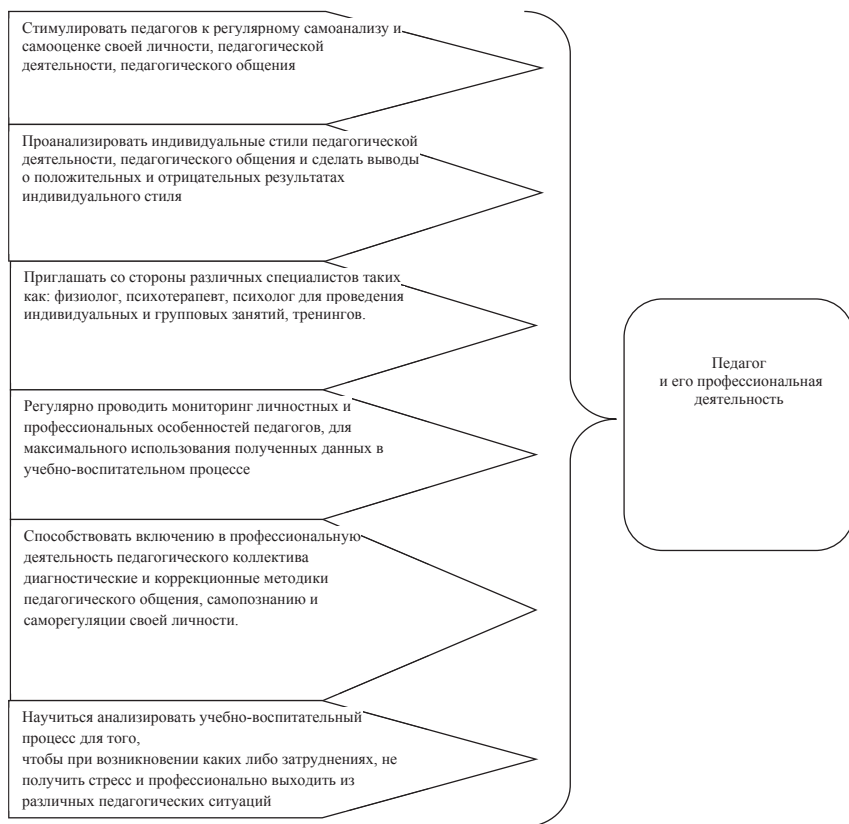 Стимулировать педагогов к регулярному самоанализу и
самооценке своей личности, педагогической
деятельности, педагогического общения
Проанализировать индивидуальные стили педагогической
деятельности, педагогического общения и сделать выводы
о положительных и отрицательных результатах
индивидуального стиля
Приглашать со стороны различных специалистов таких
как: физиолог, психотерапевт, психолог для проведения
индивидуальных и групповых занятий, тренингов.
Регулярно проводить мониторинг личностных и
профессиональных особенностей педагогов, для
максимального использования полученных данных в
учебно-воспитательном процессе
Способствовать включению в профессиональную
деятельность педагогического коллектива
диагностические и коррекционные методики
педагогического общения, самопознанию и
саморегуляции своей личности.
Научиться анализировать учебно-воспитательный
процесс для того,
чтобы при возникновении каких либо затруднениях, не
получить стресс и профессионально выходить из
различных педагогических ситуаций
Педагог
и его профессиональная
деятельность